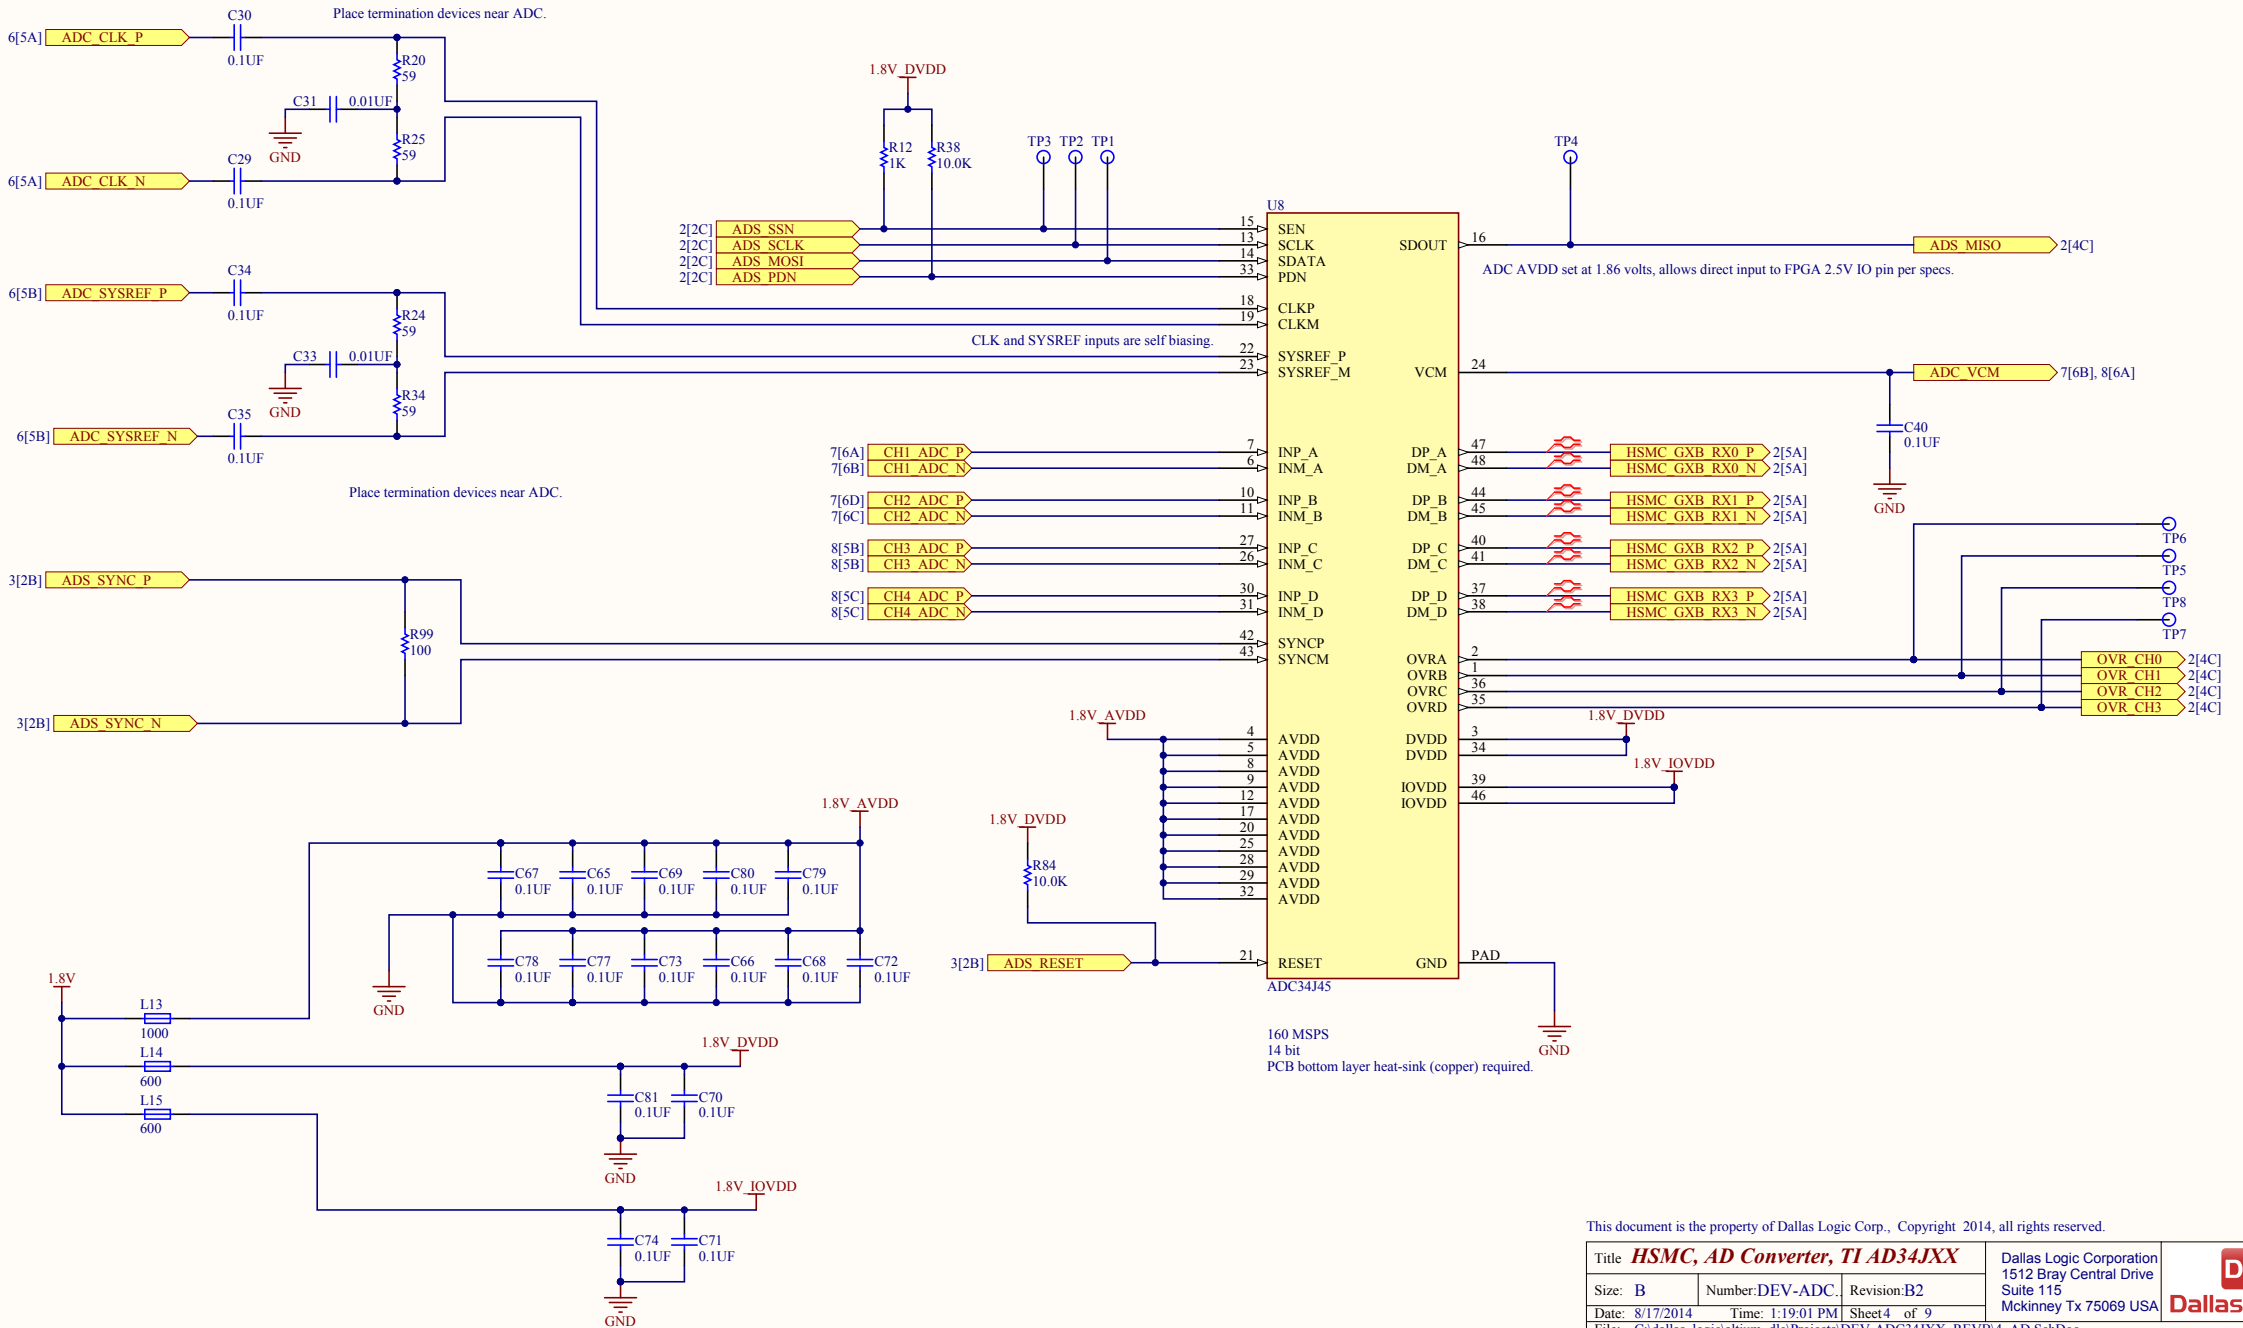 Place termination devices near ADC.
6[5A] ADC_CLK_P
C30
0.1UF
R20
59
C31 0.01UF
GND
R25
59
6[5A] ADC_CLK_N
C29
0.1UF
6[5B] ADC_SYSREF_P
C34
0.1UF
R24
59
C33 0.01UF
GND
R34
59
6[5B] ADC_SYSREF_N
C35
0.1UF
Place termination devices near ADC.
3[2B] ADS_SYNC_P
R99
100
3[2B] ADS_SYNC_N
1.8V_DVDD
R12
1K
R38
10.0K
TP3 TP2 TP1
TP4
2[2C] ADS_SSN
2[2C] ADS_SCLK
2[2C] ADS_MOSI
2[2C] ADS_PDN
CLK and SYSREF inputs are self biasing.
7[6A] CH1_ADC_P
7[6B] CH1_ADC_N
7[6D] CH2_ADC_P
7[6C] CH2_ADC_N
8[5B] CH3_ADC_P
8[5B] CH3_ADC_N
8[5C] CH4_ADC_P
8[5C] CH4_ADC_N
U8
15 SEN
13 SCLK
14 SDATA
33 PDN
18 CLKP
19 CLKM
22 SYSREF_P
23 SYSREF_M
7 INP_A
6 INM_A
10 INP_B
11 INM_B
27 INP_C
26 INM_C
30 INP_D
31 INM_D
42 SYNCP
43 SYNCM
1.8V_AVDD
4 AVDD
5 AVDD
8 AVDD
9 AVDD
12 AVDD
17 AVDD
20 AVDD
25 AVDD
28 AVDD
29 AVDD
32 AVDD
1.8V_DVDD
R84
10.0K
3[2B] ADS_RESET
21 RESET
SDOUT 16
ADS_MISO 2[4C]
ADC AVDD set at 1.86 volts, allows direct input to FPGA 2.5V IO pin per specs.
VCM 24
ADC_VCM 7[6B], 8[6A]
C40
0.1UF
GND
DP_A 47 HSMC_GXB_RX0_P 2[5A]
DM_A 48 HSMC_GXB_RX0_N 2[5A]
DP_B 44 HSMC_GXB_RX1_P 2[5A]
DM_B 45 HSMC_GXB_RX1_N 2[5A]
DP_C 40 HSMC_GXB_RX2_P 2[5A]
DM_C 41 HSMC_GXB_RX2_N 2[5A]
DP_D 37 HSMC_GXB_RX3_P 2[5A]
DM_D 38 HSMC_GXB_RX3_N 2[5A]
TP6
TP5
TP8
TP7
OVRA 2 OVR_CH0 2[4C]
OVRB 1 OVR_CH1 2[4C]
OVRC 36 OVR_CH2 2[4C]
OVRD 35 OVR_CH3 2[4C]
1.8V_DVDD
DVDD 3
DVDD 34
1.8V_IOVDD
IOVDD 39
IOVDD 46
GND PAD
GND
ADC34J45
160 MSPS
14 bit
PCB bottom layer heat-sink (copper) required.
1.8V_AVDD
C67
0.1UF
C65
0.1UF
C69
0.1UF
C80
0.1UF
C79
0.1UF
C78
0.1UF
C77
0.1UF
C73
0.1UF
C66
0.1UF
C68
0.1UF
C72
0.1UF
GND
1.8V
L13
1000
L14
600
L15
600
1.8V_DVDD
C81
0.1UF
C70
0.1UF
GND
1.8V_IOVDD
C74
0.1UF
C71
0.1UF
GND
This document is the property of Dallas Logic Corp., Copyright 2014, all rights reserved.
Title HSMC, AD Converter, TI AD34JXX
Size: B Number:DEV-ADC.. Revision:B2
Date: 8/17/2014 Time: 1:19:01 PM Sheet4 of 9
Dallas Logic Corporation
1512 Bray Central Drive
Suite 115
Mckinney Tx 75069 USA
D
Dallas